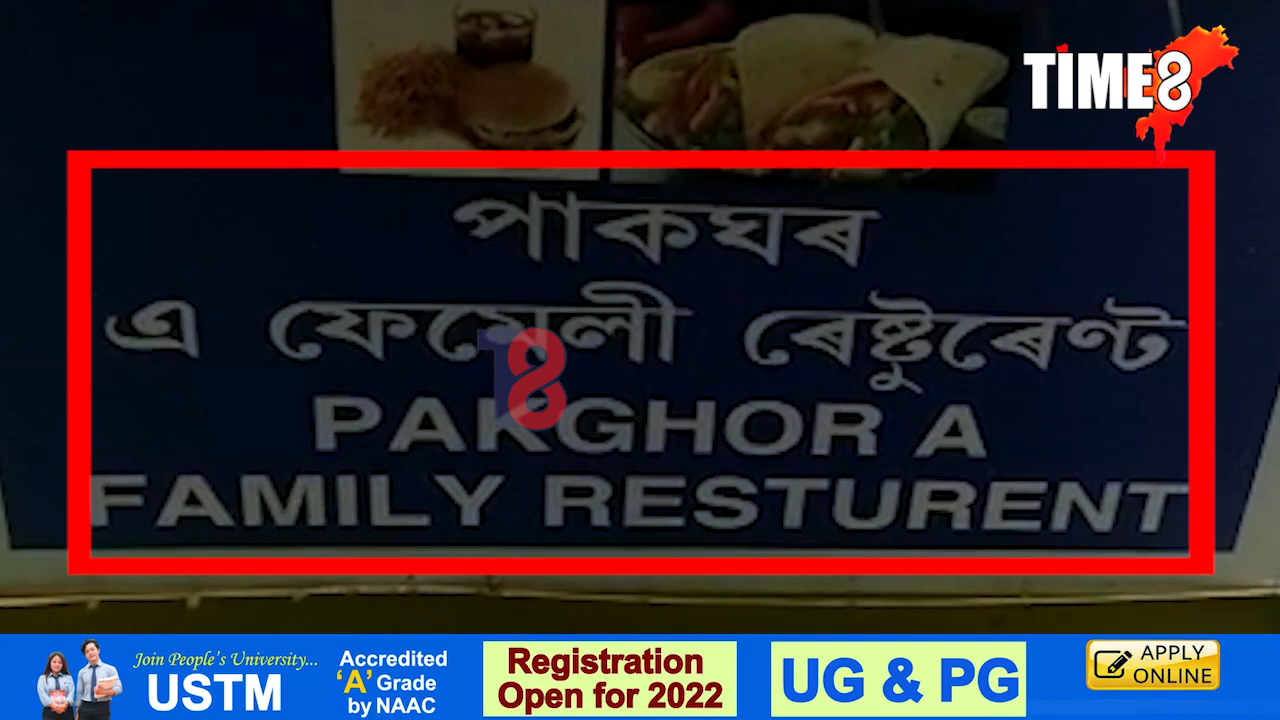 TIME8
পাকঘৰ
এ ফেমেলী ৰেষ্টুৰেণ্ট
PAKGHOR A
FAMILY RESTURENT
Join People's University...
USTM
Accredited
'A' Grade
by NAAC
Registration
Open for 2022
UG & PG
APPLY
ONLINE